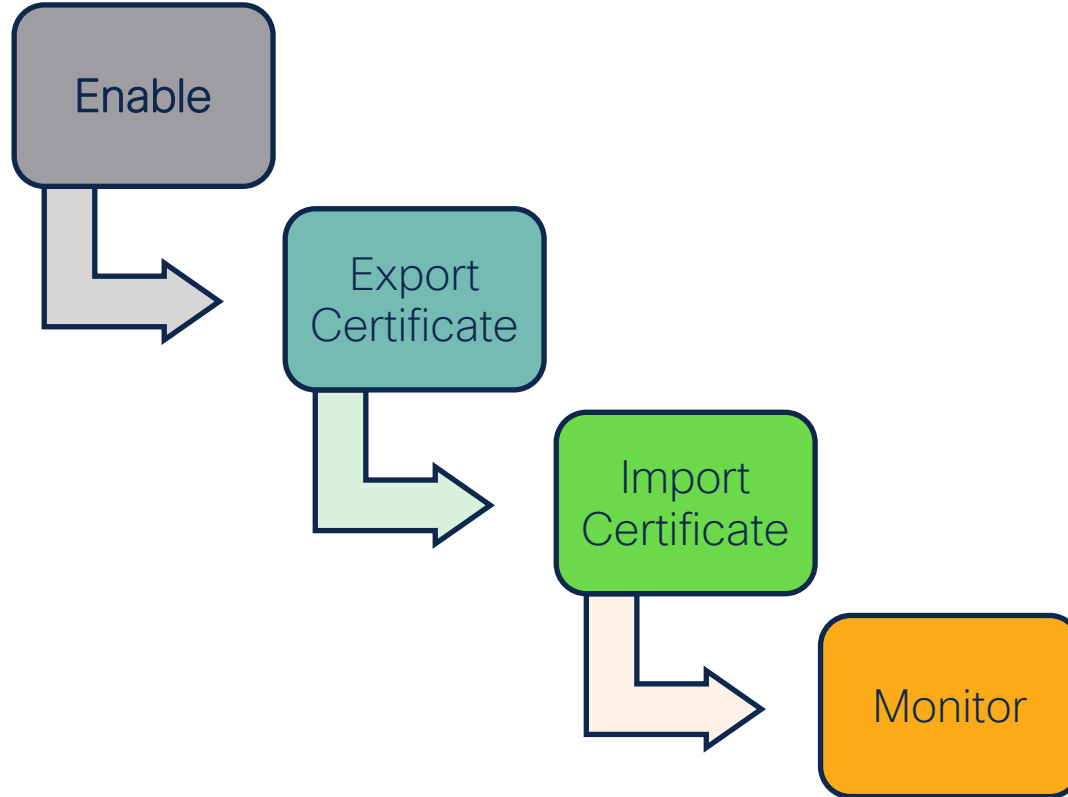 Enable
Export
Certificate
Import
Certificate
Monitor